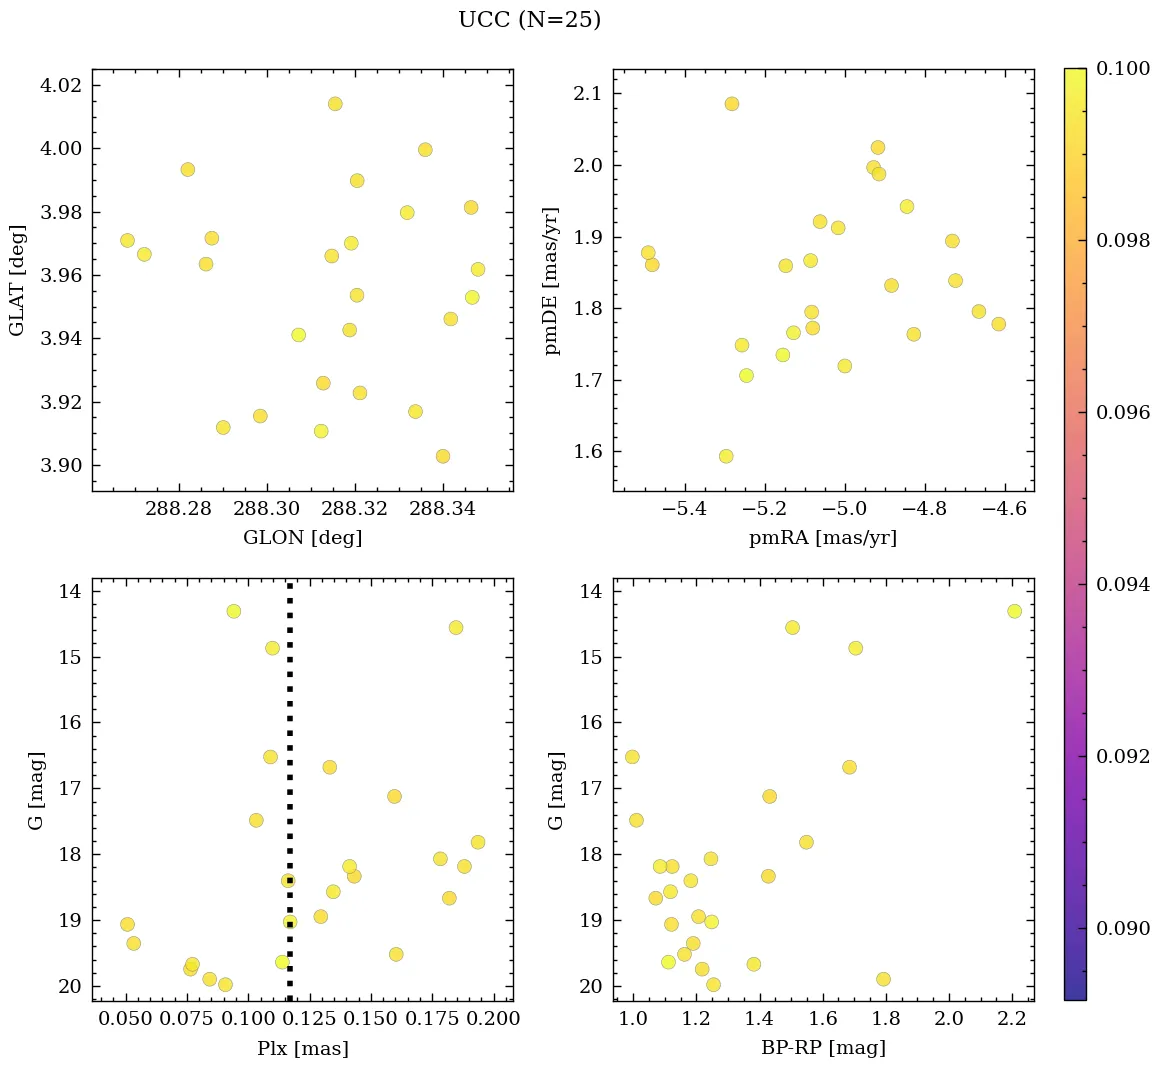 UCC (N=25)
4.02
4.00
3.98
3.96
3.94
3.92
3.90
GLAT [deg]
288.28 288.30 288.32 288.34
GLON [deg]
2.1
2.0
1.9
1.8
1.7
1.6
pmDE [mas/yr]
−5.4 −5.2 −5.0 −4.8 −4.6
pmRA [mas/yr]
0.100
0.098
0.096
0.094
0.092
0.090
14
15
16
17
18
19
20
G [mag]
0.050 0.075 0.100 0.125 0.150 0.175 0.200
Plx [mas]
14
15
16
17
18
19
20
G [mag]
1.0 1.2 1.4 1.6 1.8 2.0 2.2
BP-RP [mag]